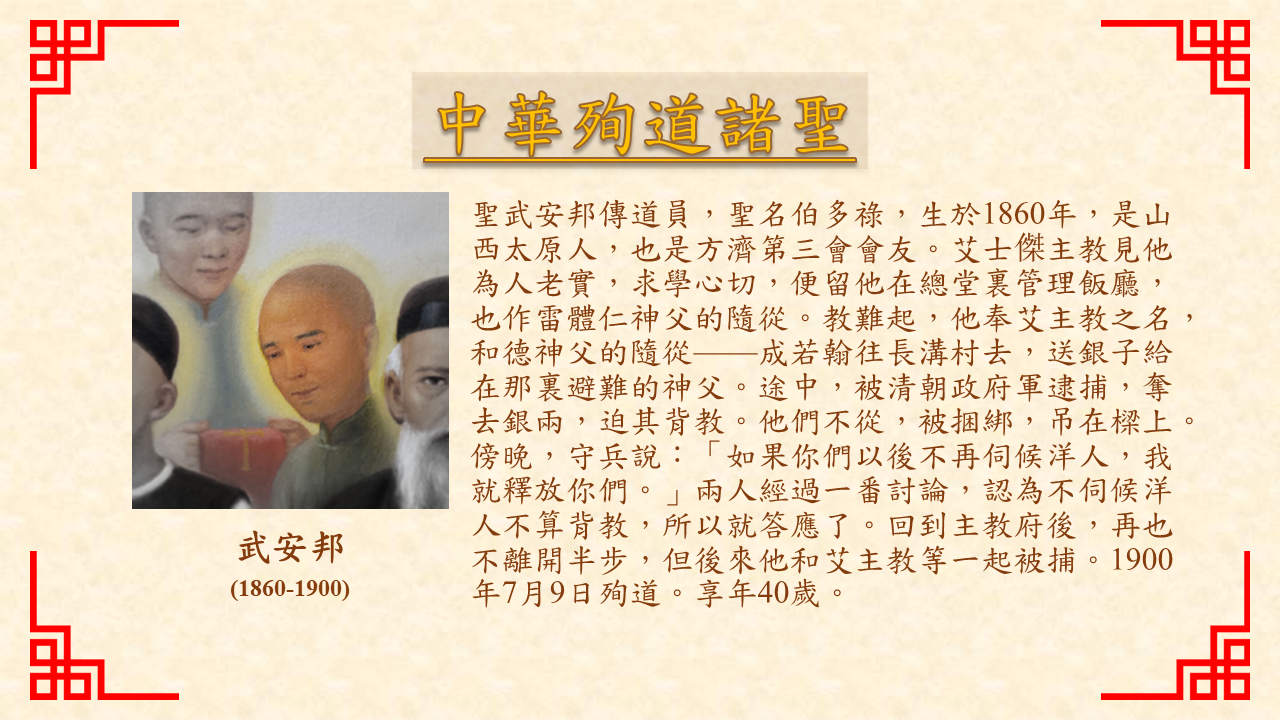 中華殉道諸聖
聖武安邦傳道員，聖名伯多祿，生於1860年，是山
西太原人，也是方濟第三會會友。艾士傑主教見他
為人老實，求學心切，便留他在總堂裏管理飯廳，
也作雷體仁神父的隨從。教難起，他奉艾主教之名，
和德神父的隨從——成若翰往長溝村去，送銀子給
在那裏避難的神父。途中，被清朝政府軍逮捕，奪
去銀兩，迫其背教。他們不從，被捆綁，吊在樑上。
傍晚，守兵說：「如果你們以後不再伺候洋人，我
就釋放你們。」兩人經過一番討論，認為不伺候洋
人不算背教，所以就答應了。回到主教府後，再也
不離開半步，但後來他和艾主教等一起被捕。1900
年7月9日殉道。享年40歲。
武安邦
(1860-1900)